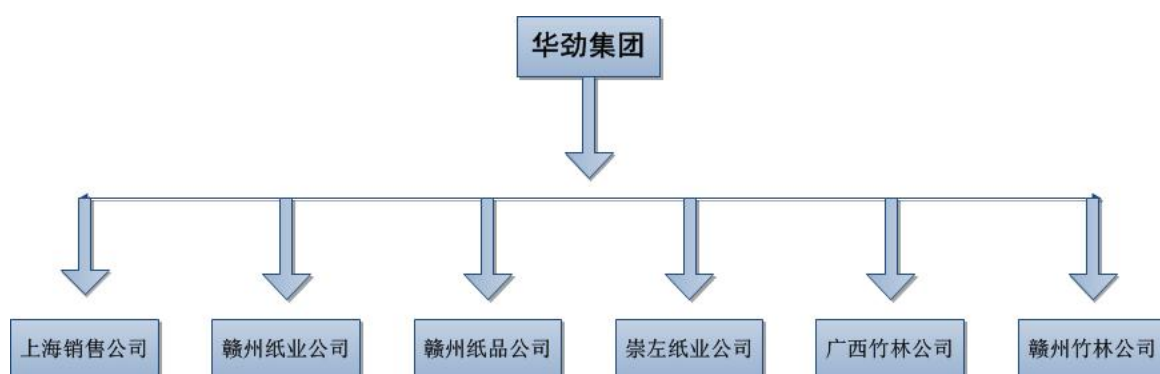 华劲集团
上海销售公司
赣州纸业公司
赣州纸品公司
崇左纸业公司
广西竹林公司
赣州竹林公司